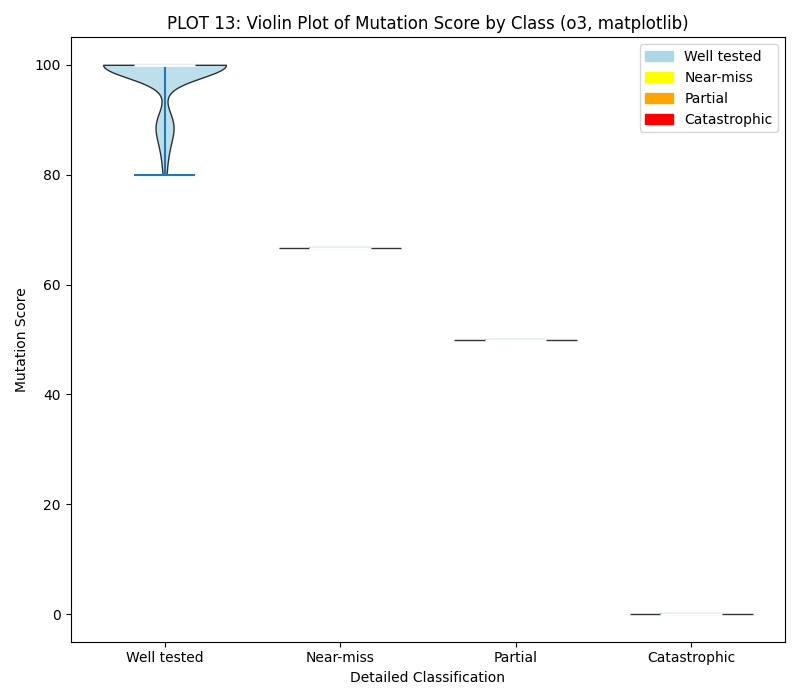 PLOT 13: Violin Plot of Mutation Score by Class (o3, matplotlib)
Well tested
Near-miss
Partial
Catastrophic
100
80
60
40
20
0
Mutation Score
Well tested
Near-miss
Partial
Catastrophic
Detailed Classification